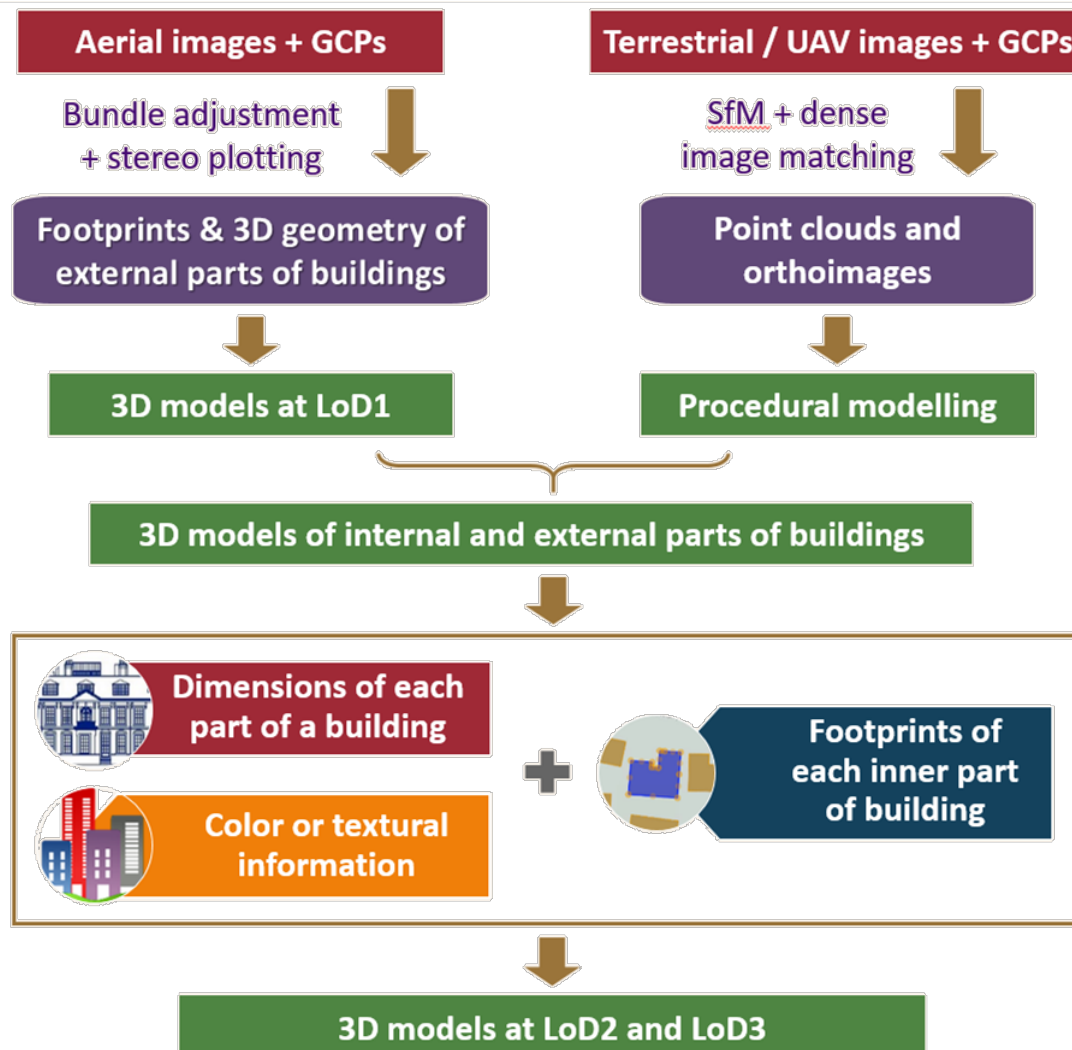 Aerial images + GCPs
Terrestrial / UAV images + GCPs
Bundle adjustment
+ stereo plotting
SfM + dense
image matching
Footprints & 3D geometry of
external parts of buildings
Point clouds and
orthoimages
3D models at LoD1
Procedural modelling
3D models of internal and external parts of buildings
Dimensions of each
part of a building
Color or textural
information
Footprints of
each inner part
of building
3D models at LoD2 and LoD3